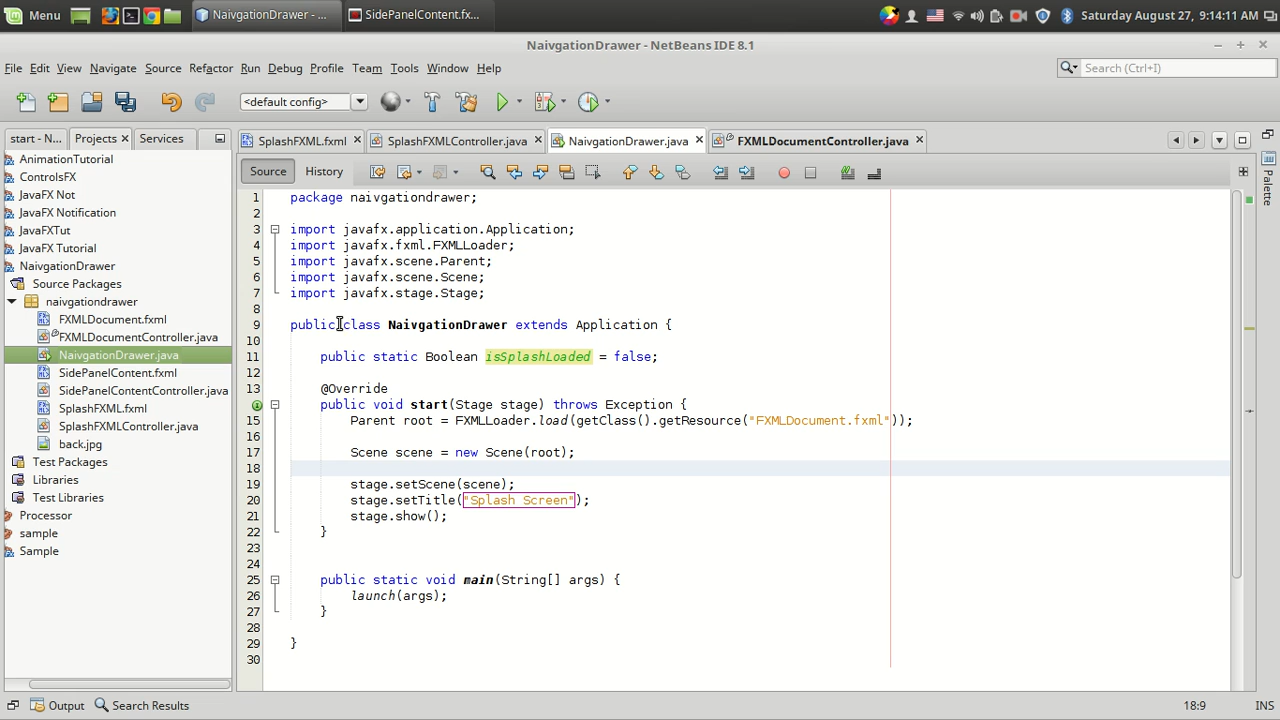 Menu NaivgationDrawer - ... SidePanelContent.fx... Saturday August 27, 9:14:11 AM
NaivgationDrawer - NetBeans IDE 8.1
File Edit View Navigate Source Refactor Run Debug Profile Team Tools Window Help Search (Ctrl+I)
<default config>
start - N... Projects Services SplashFXML.fxml SplashFXMLController.java NaivgationDrawer.java FXMLDocumentController.java
Source History
Palette
AnimationTutorial
ControlsFX
JavaFX Not
JavaFX Notification
JavaFXTut
JavaFX Tutorial
NaivgationDrawer
Source Packages
naivgationdrawer
FXMLDocument.fxml
FXMLDocumentController.java
NaivgationDrawer.java
SidePanelContent.fxml
SidePanelContentController.java
SplashFXML.fxml
SplashFXMLController.java
back.jpg
Test Packages
Libraries
Test Libraries
Processor
sample
Sample
1 package naivgationdrawer;
2
3 import javafx.application.Application;
4 import javafx.fxml.FXMLLoader;
5 import javafx.scene.Parent;
6 import javafx.scene.Scene;
7 import javafx.stage.Stage;
8
9 public class NaivgationDrawer extends Application {
10
11 public static Boolean isSplashLoaded = false;
12
13 @Override
14 public void start(Stage stage) throws Exception {
15 Parent root = FXMLLoader.load(getClass().getResource("FXMLDocument.fxml"));
16
17 Scene scene = new Scene(root);
18
19 stage.setScene(scene);
20 stage.setTitle("Splash Screen");
21 stage.show();
22 }
23
24
25 public static void main(String[] args) {
26 launch(args);
27 }
28
29 }
30
Output Search Results 18:9 INS